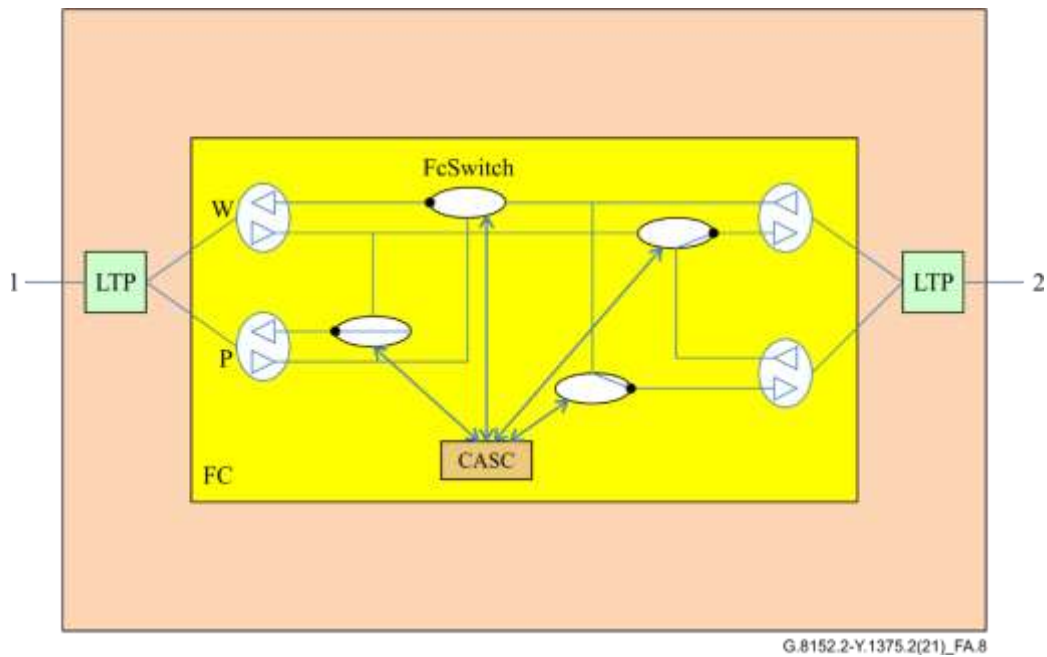 FcSwitch
W
1
LTP
LTP
2
P
CASC
FC
G.8152.2-Y.1375.2(21)_FA.8